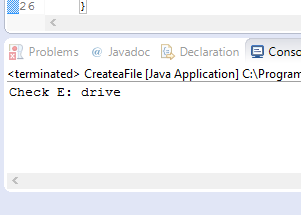 26 }
Problems @ Javadoc Declaration Conso
<terminated> CreateaFile [Java Application] C:\Program
Check E: drive